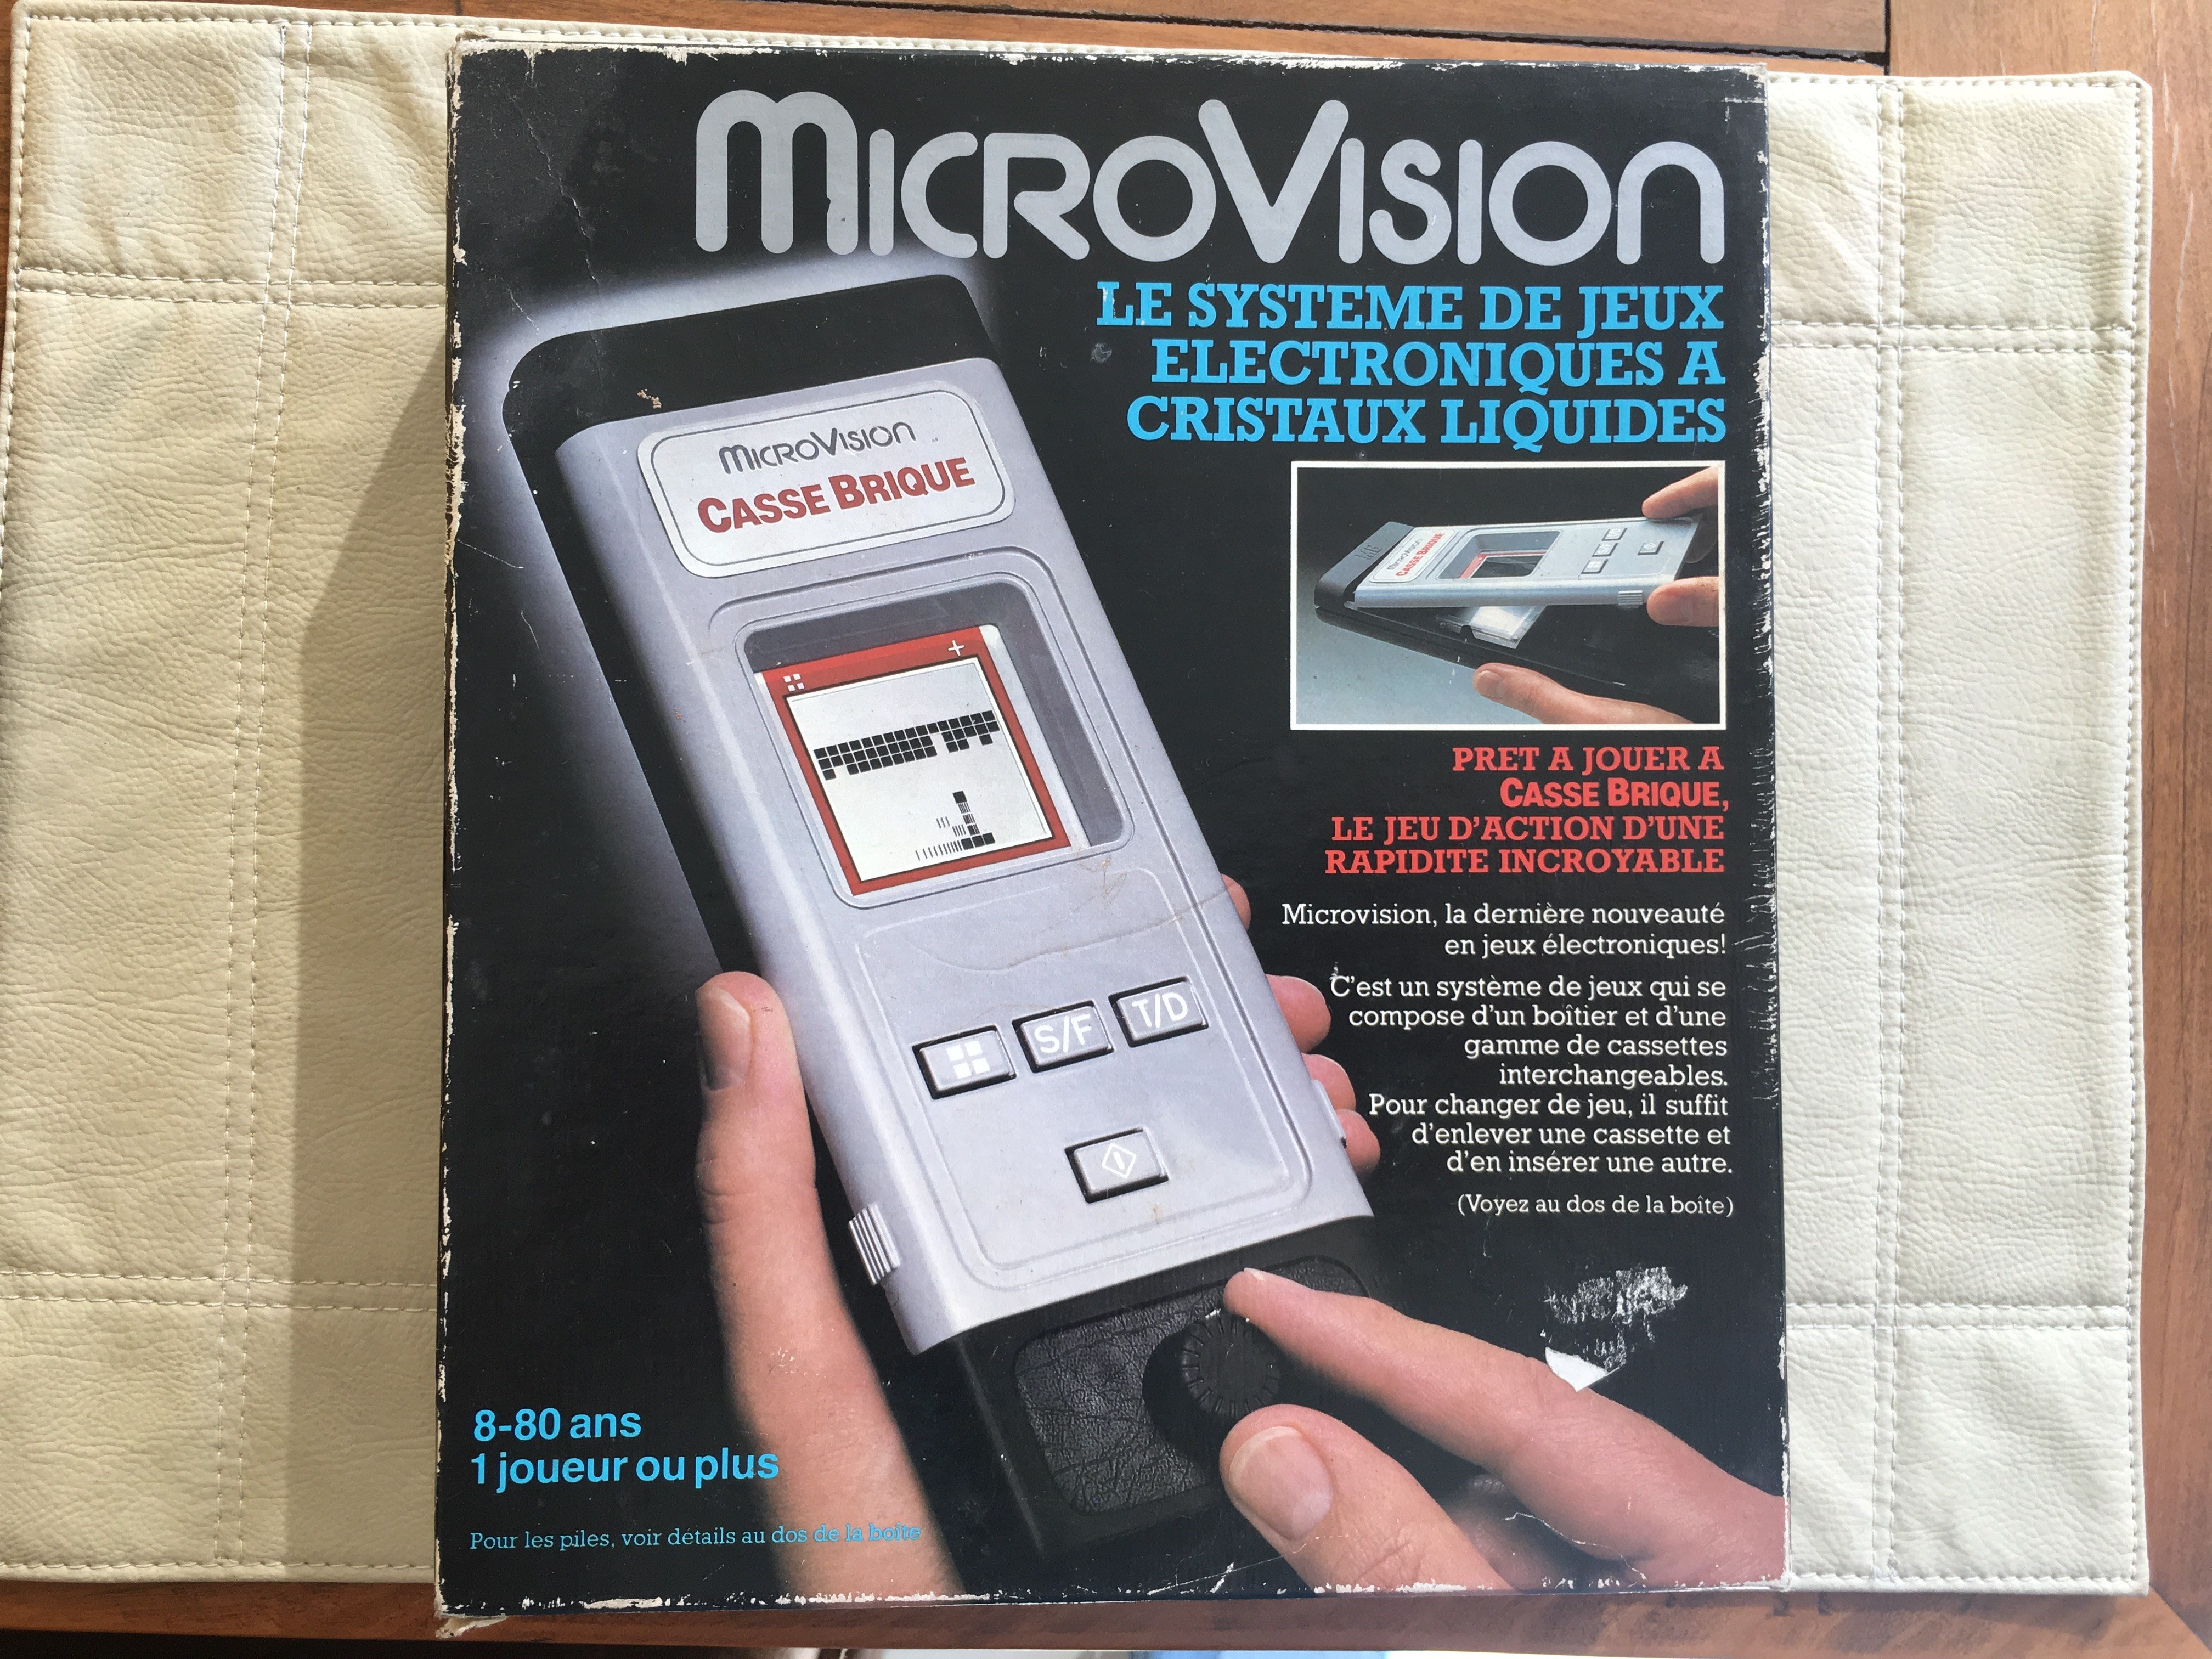 MICROVISION
LE SYSTEME DE JEUX
ELECTRONIQUES A
CRISTAUX LIQUIDES
MICROVISION
CASSE BRIQUE
MICROVISION
CASSE BRIQUE
PRET A JOUER A
CASSE BRIQUE,
LE JEU D'ACTION D'UNE
RAPIDITE INCROYABLE
Microvision, la dernière nouveauté
en jeux électroniques!
C'est un système de jeux qui se
compose d'un boîtier et d'une
gamme de cassettes
interchangeables.
Pour changer de jeu, il suffit
d'enlever une cassette et
d'en insérer une autre.
(Voyez au dos de la boîte)
S/F
T/D
8-80 ans
1 joueur ou plus
Pour les piles, voir détails au dos de la boîte